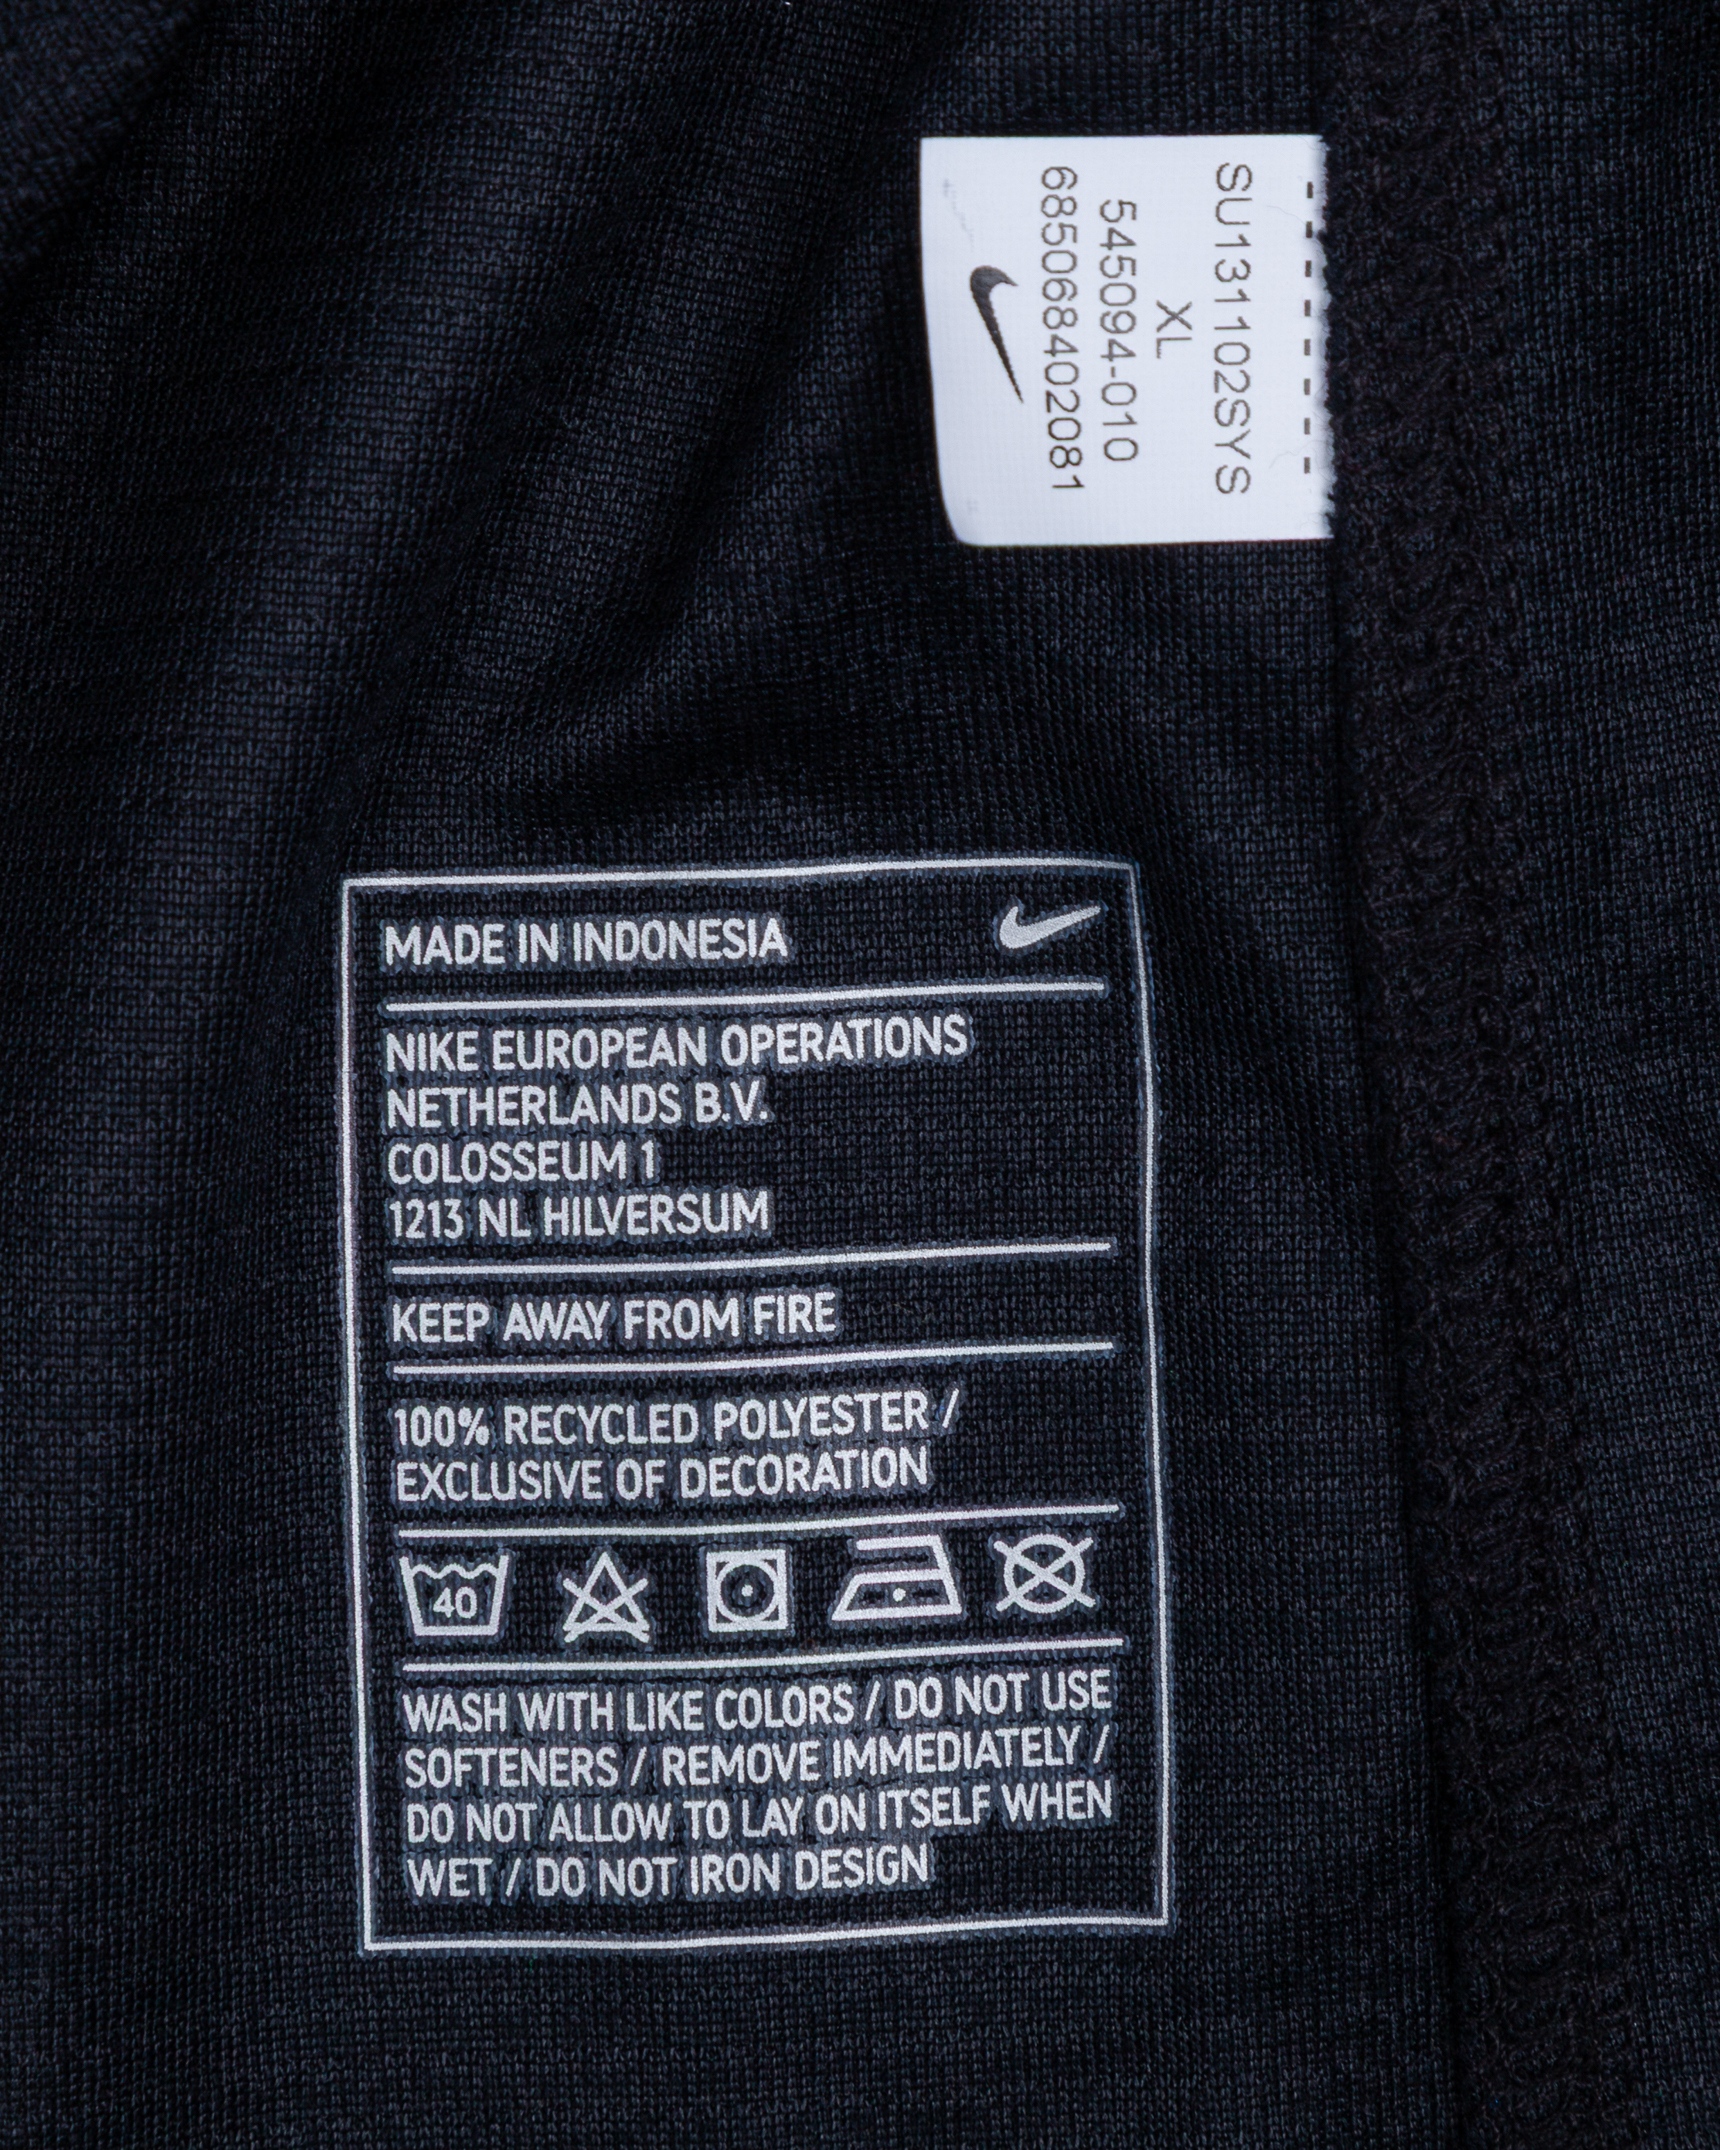 SU131102SYS
XL
545094-010
685068402081
MADE IN INDONESIA
NIKE EUROPEAN OPERATIONS
NETHERLANDS B.V.
COLOSSEUM 1
1213 NL HILVERSUM
KEEP AWAY FROM FIRE
100% RECYCLED POLYESTER /
EXCLUSIVE OF DECORATION
40
WASH WITH LIKE COLORS / DO NOT USE
SOFTENERS / REMOVE IMMEDIATELY /
DO NOT ALLOW TO LAY ON ITSELF WHEN
WET / DO NOT IRON DESIGN